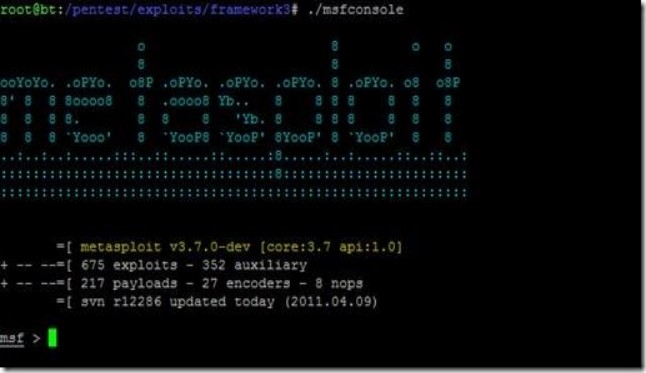 root@bt:/pentest/exploits/framework3# ./msfconsole
                o                       8         o   o
                8                       8             8
ooYoYo. .oPYo.  o8P .oPYo. .oPYo. .oPYo. 8 .oPYo. o8  o8P
8' 8  8 8oooo8   8  .oooo8 Yb..   8    8 8 8    8  8   8
8  8  8 8.       8  8    8   'Yb. 8    8 8 8    8  8   8
8  8  8 `Yooo'   8  `YooP8 `YooP' 8YooP' 8 `YooP'  8   8
..:..:..:.....:::..::.....::.....:8.....:..:.....::..::..:
::::::::::::::::::::::::::::::::::8:::::::::::::::::::::::
::::::::::::::::::::::::::::::::::::::::::::::::::::::::::
=[ metasploit v3.7.0-dev [core:3.7 api:1.0]
+ -- --=[ 675 exploits - 352 auxiliary
+ -- --=[ 217 payloads - 27 encoders - 8 nops
=[ svn r12286 updated today (2011.04.09)
msf >